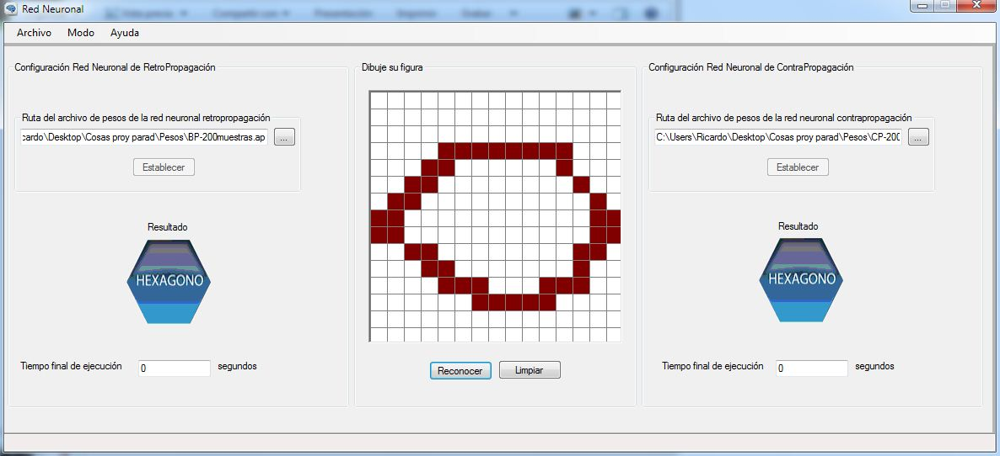 Red Neuronal
Archivo Modo Ayuda
Configuración Red Neuronal de RetroPropagación
Ruta del archivo de pesos de la red neuronal retropropagación
cardo\Desktop\Cosas proy parad\Pesos\BP-200muestras.ap
...
Establecer
Resultado
HEXAGONO
Tiempo final de ejecución 0 segundos
Dibuje su figura
Reconocer Limpiar
Configuración Red Neuronal de ContraPropagación
Ruta del archivo de pesos de la red neuronal contrapropagación
C:\Users\Ricardo\Desktop\Cosas proy parad\Pesos\CP-200
...
Establecer
Resultado
HEXAGONO
Tiempo final de ejecución 0 segundos